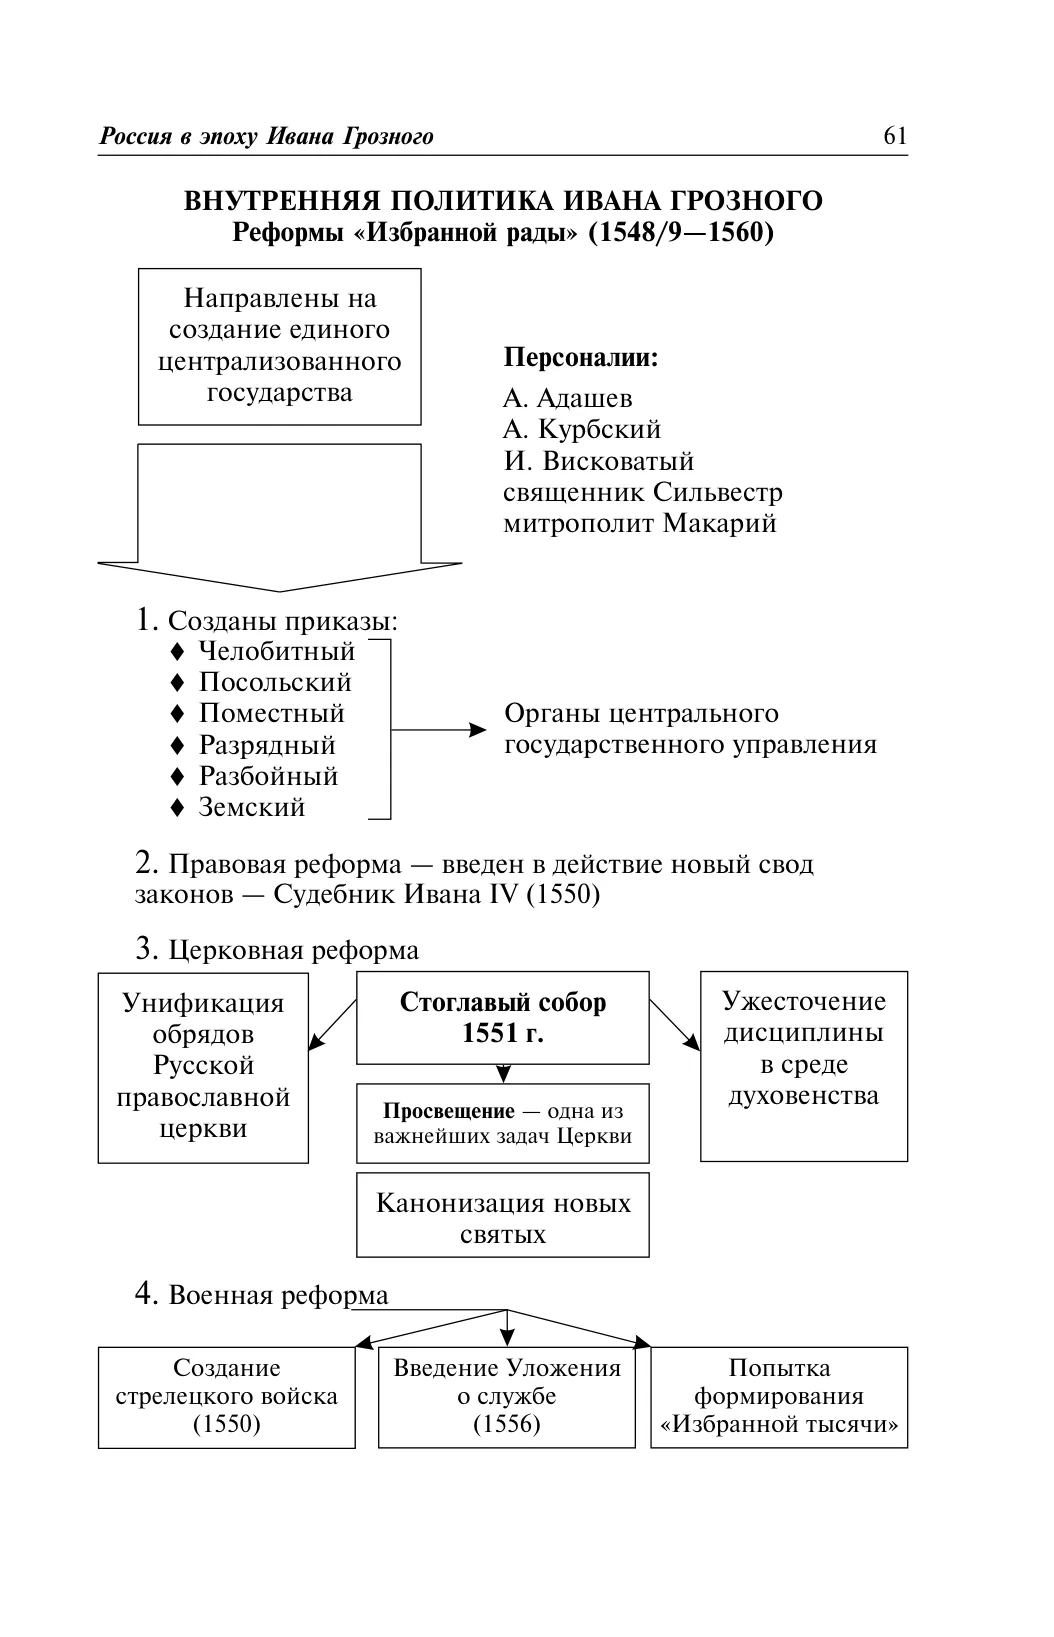 Россия в эпоху Ивана Грозного 61
ВНУТРЕННЯЯ ПОЛИТИКА ИВАНА ГРОЗНОГО
Реформы «Избранной рады» (1548/9—1560)
Направлены на
создание единого
централизованного
государства
Персоналии:
А. Адашев
А. Курбский
И. Висковатый
священник Сильвестр
митрополит Макарий
1. Созданы приказы:
♦ Челобитный
♦ Посольский
♦ Поместный
♦ Разрядный
♦ Разбойный
♦ Земский
Органы центрального
государственного управления
2. Правовая реформа — введен в действие новый свод
законов — Судебник Ивана IV (1550)
3. Церковная реформа
Унификация
обрядов
Русской
православной
церкви
Стоглавый собор
1551 г.
Просвещение — одна из
важнейших задач Церкви
Канонизация новых
святых
Ужесточение
дисциплины
в среде
духовенства
4. Военная реформа
Создание
стрелецкого войска
(1550)
Введение Уложения
о службе
(1556)
Попытка
формирования
«Избранной тысячи»